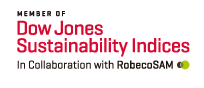 MEMBER OF
Dow Jones
Sustainability Indices
In Collaboration with RobecoSAM